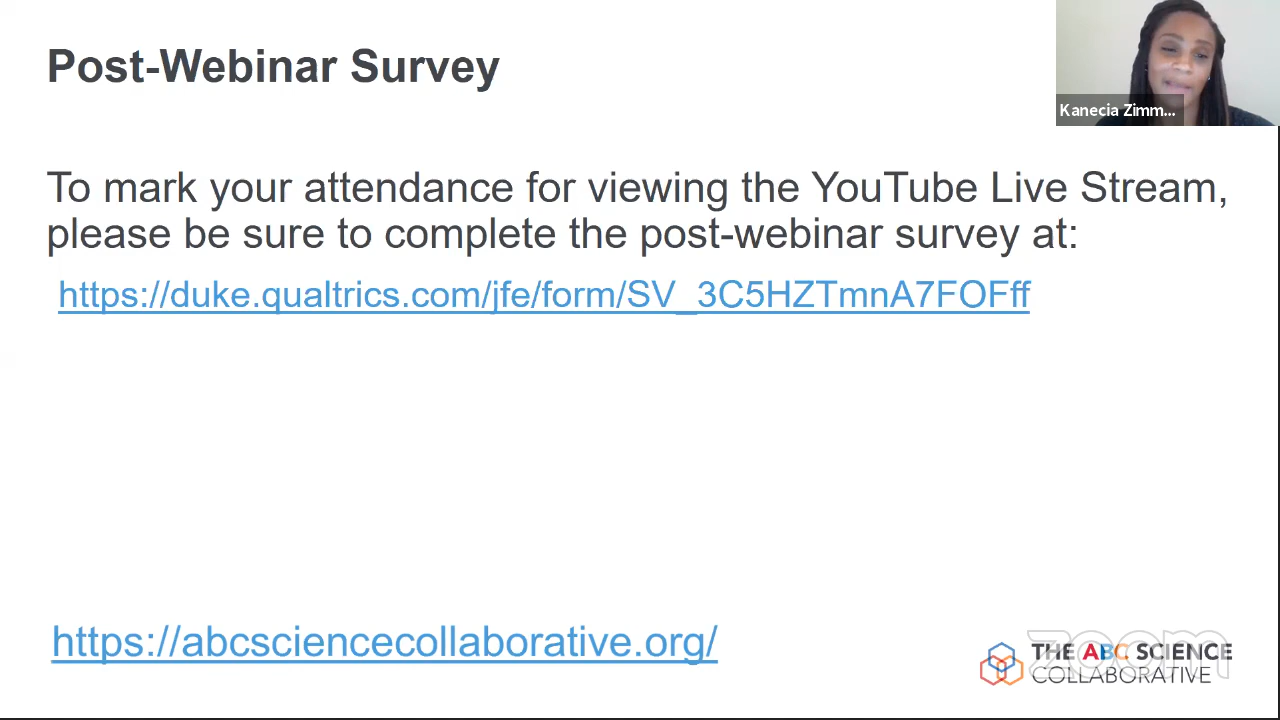 Post-Webinar Survey
Kanecia Zimm...
To mark your attendance for viewing the YouTube Live Stream,
please be sure to complete the post-webinar survey at:
https://duke.qualtrics.com/jfe/form/SV_3C5HZTmnA7FOFff
https://abcsciencecollaborative.org/
zoom
THE ABC SCIENCE
COLLABORATIVE